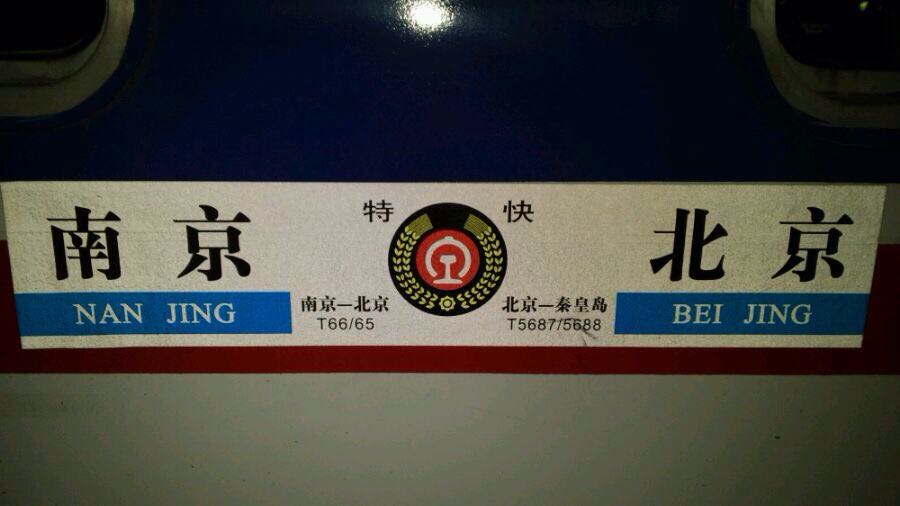 特 快
南 京
北 京
NAN JING
南京—北京
T66/65
北京—秦皇岛
T5687/5688
BEI JING